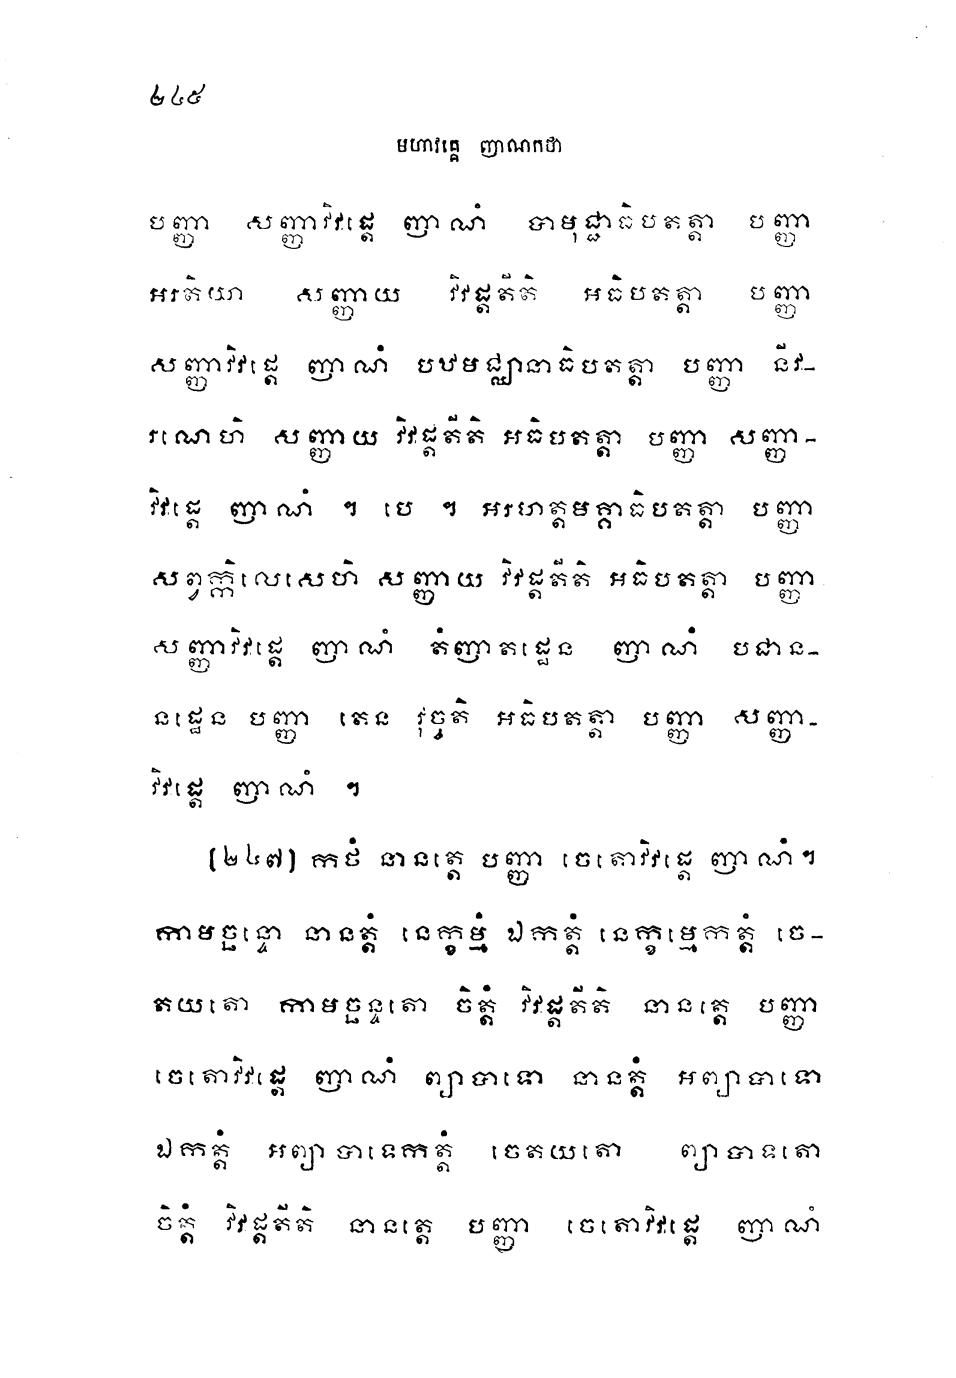 ២៤៥
មហាវគ្គេ ញាណកថា
បញ្ញា សញ្ញាវិវដ្ដេ ញាណំ បាមុជ្ជាធិបតត្តា បញ្ញា
អរតិយា សញ្ញាយ វិវដ្ដតីតិ អធិបតត្តា បញ្ញា
សញ្ញាវិវដ្ដេ ញាណំ បឋមជ្ឈានាធិបតត្តា បញ្ញា នីវ-
រណេហិ សញ្ញាយ វិវដ្ដតីតិ អធិបតត្តា បញ្ញា សញ្ញា-
វិវដ្ដេ ញាណំ ។ បេ ។ អរហត្តមគ្គាធិបតត្តា បញ្ញា
សព្វក្កិលេសេហិ សញ្ញាយ វិវដ្ដតីតិ អធិបតត្តា បញ្ញា
សញ្ញាវិវដ្ដេ ញាណំ តំញាតដ្ឋេន ញាណំ បជាន-
នដ្ឋេន បញ្ញា តេន វុច្ចតិ អធិបតត្តា បញ្ញា សញ្ញា-
វិវដ្ដេ ញាណំ ។
(២៤៧) កថំ នានត្តេ បញ្ញា ចេតោវិវដ្ដេ ញាណំ។
កាមច្ឆន្ទោ នានត្តំ នេក្ខម្មំ ឯកត្តំ នេក្ខម្មេកត្តំ ចេ-
តយតោ កាមច្ឆន្ទតោ ចិត្តំ វិវដ្ដតីតិ នានត្តេ បញ្ញា
ចេតោវិវដ្ដេ ញាណំ ព្យាបាទោ នានត្តំ អព្យាបាទោ
ឯកត្តំ អព្យាបាទេកត្តំ ចេតយតោ ព្យាបាទតោ
ចិត្តំ វិវដ្ដតីតិ នានត្តេ បញ្ញា ចេតោវិវដ្ដេ ញាណំ